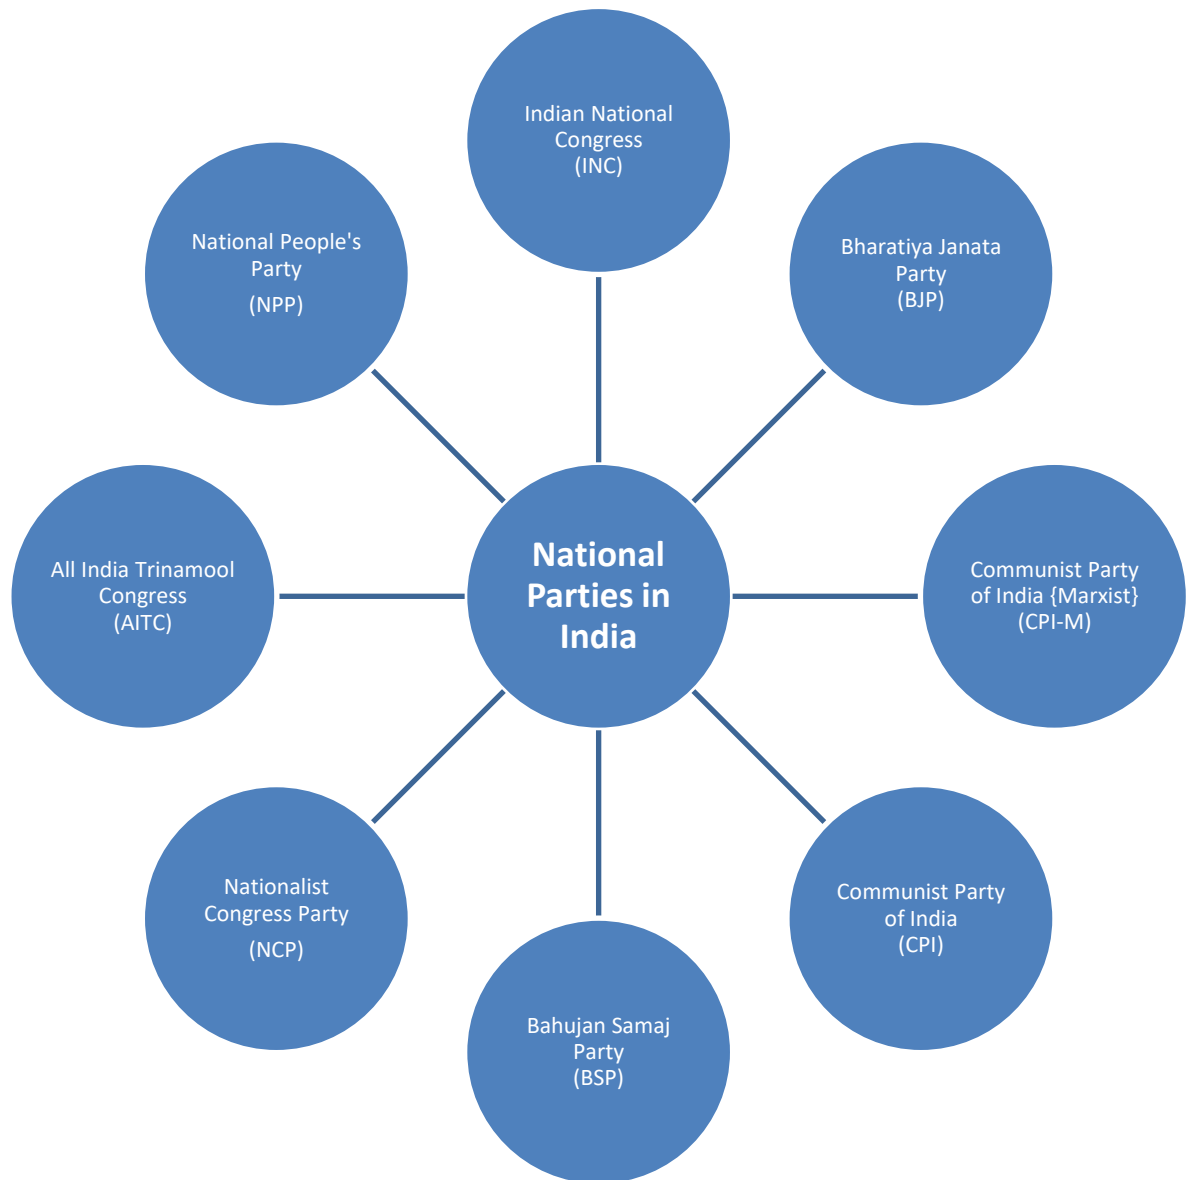 Indian National
Congress
(INC)
Bharatiya Janata
Party
(BJP)
Communist Party
of India {Marxist}
(CPI-M)
Communist Party
of India
(CPI)
Bahujan Samaj
Party
(BSP)
Nationalist
Congress Party
(NCP)
All India Trinamool
Congress
(AITC)
National People's
Party
(NPP)
National
Parties in
India